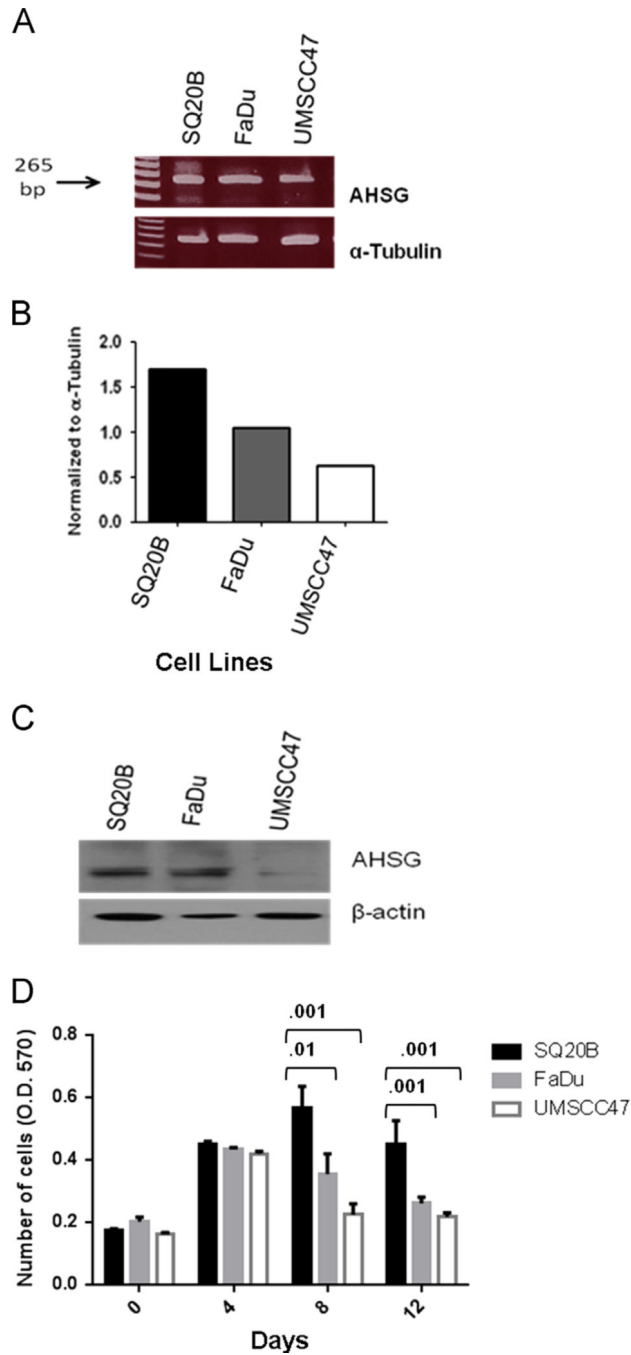 A
SQ20B
FaDu
UMSCC47
265
bp
AHSG
α-Tubulin
B
Normalized to α-Tubulin
2.0
1.5
1.0
0.5
0.0
SQ20B
FaDu
UMSCC47
Cell Lines
C
SQ20B
FaDu
UMSCC47
AHSG
β-actin
D
Number of cells (O.D. 570)
0.8
0.6
0.4
0.2
0.0
.001
.01
.001
.001
SQ20B
FaDu
UMSCC47
0
4
8
12
Days